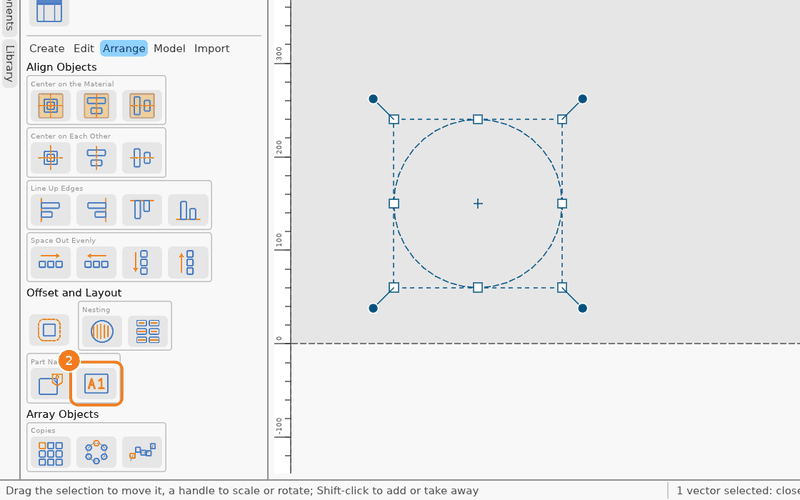 nents
Library
Create Edit Arrange Model Import
Align Objects
Center on the Material
Center on Each Other
Line Up Edges
Space Out Evenly
Offset and Layout
Nesting
Part Na
2
A1
Array Objects
Copies
300
200
100
0
-100
Drag the selection to move it, a handle to scale or rotate; Shift-click to add or take away
1 vector selected: close